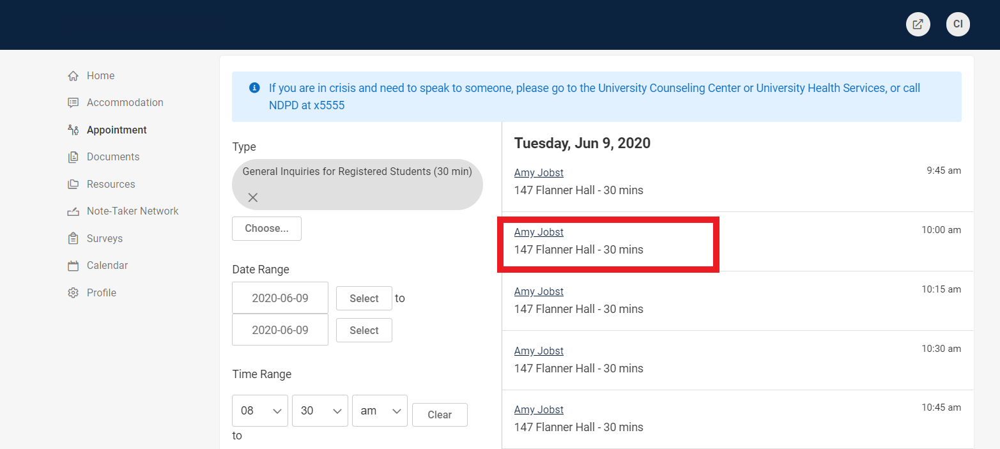 CI
Home
Accommodation
Appointment
Documents
Resources
Note-Taker Network
Surveys
Calendar
Profile
If you are in crisis and need to speak to someone, please go to the University Counseling Center or University Health Services, or call
NDPD at x5555
Type
General Inquiries for Registered Students (30 min)
Choose...
Date Range
2020-06-09 Select to
2020-06-09 Select
Time Range
08 30 am Clear
to
Tuesday, Jun 9, 2020
Amy Jobst 9:45 am
147 Flanner Hall - 30 mins
Amy Jobst 10:00 am
147 Flanner Hall - 30 mins
Amy Jobst 10:15 am
147 Flanner Hall - 30 mins
Amy Jobst 10:30 am
147 Flanner Hall - 30 mins
Amy Jobst 10:45 am
147 Flanner Hall - 30 mins